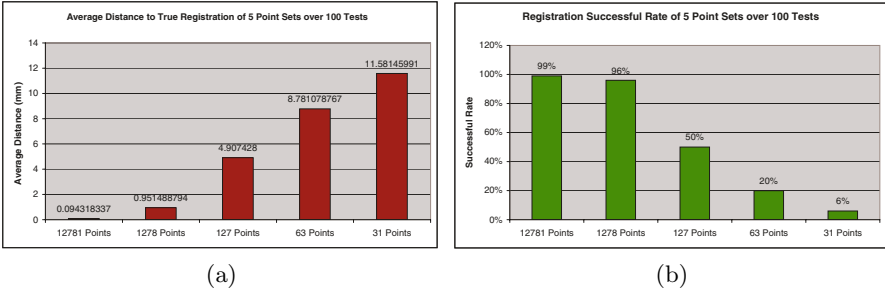 Average Distance to True Registration of 5 Point Sets over 100 Tests
Average Distance (mm)
14
12
10
8
6
4
2
0
0.094318337
0.951488794
4.907428
8.781078767
11.58145991
12781 Points
1278 Points
127 Points
63 Points
31 Points
(a)
Registration Successful Rate of 5 Point Sets over 100 Tests
Successful Rate
120%
100%
80%
60%
40%
20%
0%
99%
96%
50%
20%
6%
12781 Points
1278 Points
127 Points
63 Points
31 Points
(b)